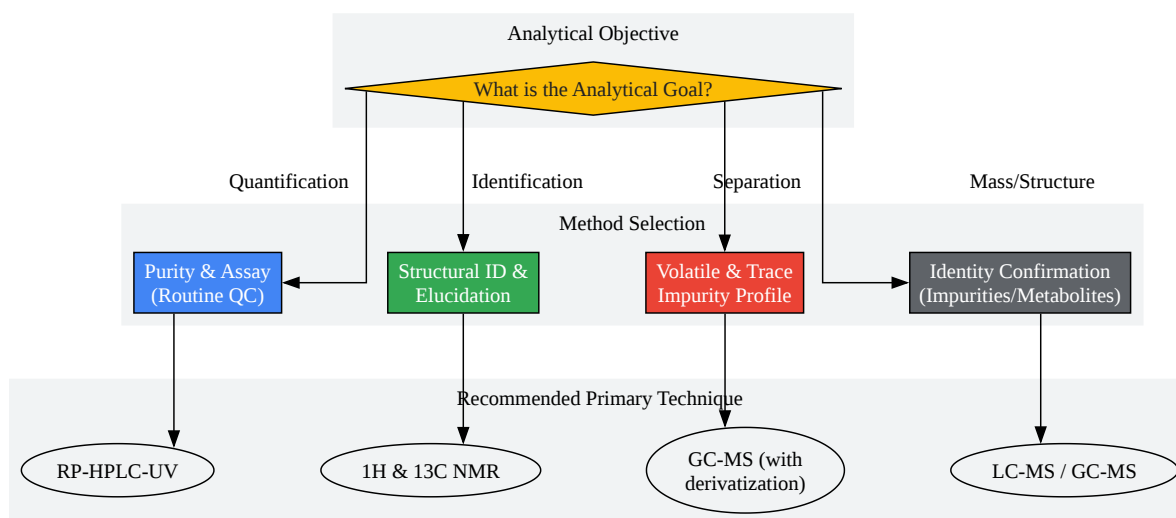 Analytical Objective
What is the Analytical Goal?
Quantification
Identification
Separation
Mass/Structure
Method Selection
Purity & Assay
(Routine QC)
Structural ID &
Elucidation
Volatile & Trace
Impurity Profile
Identity Confirmation
(Impurities/Metabolites)
Recommended Primary Technique
RP-HPLC-UV
1H & 13C NMR
GC-MS (with
derivatization)
LC-MS / GC-MS